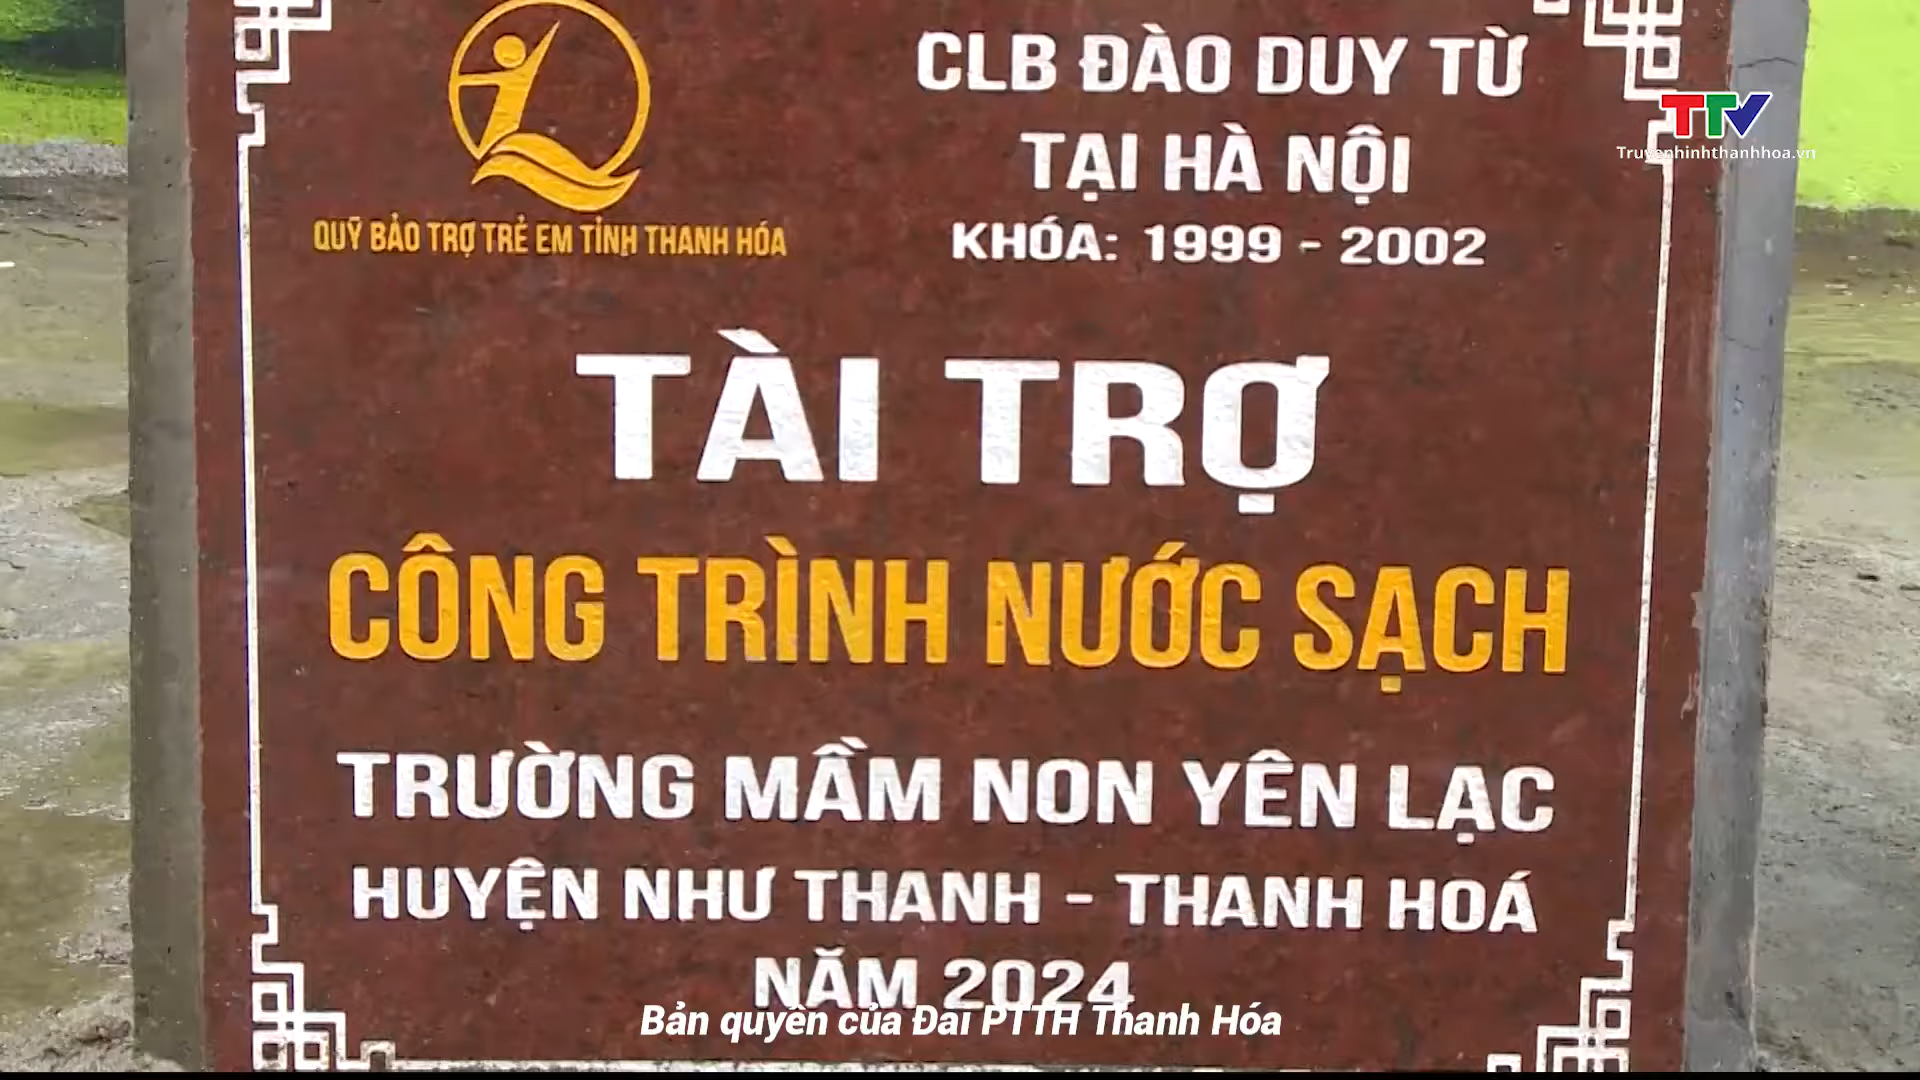 CLB ĐÀO DUY TỪ
TẠI HÀ NỘI
KHÓA: 1999 - 2002
QUỸ BẢO TRỢ TRẺ EM TỈNH THANH HÓA
TTV
Truyenhinhthanhhoa.vn
TÀI TRỢ
CÔNG TRÌNH NƯỚC SẠCH
TRƯỜNG MẦM NON YÊN LẠC
HUYỆN NHƯ THANH - THANH HOÁ
NĂM 2024
Bản quyền của Đài PTTH Thanh Hóa